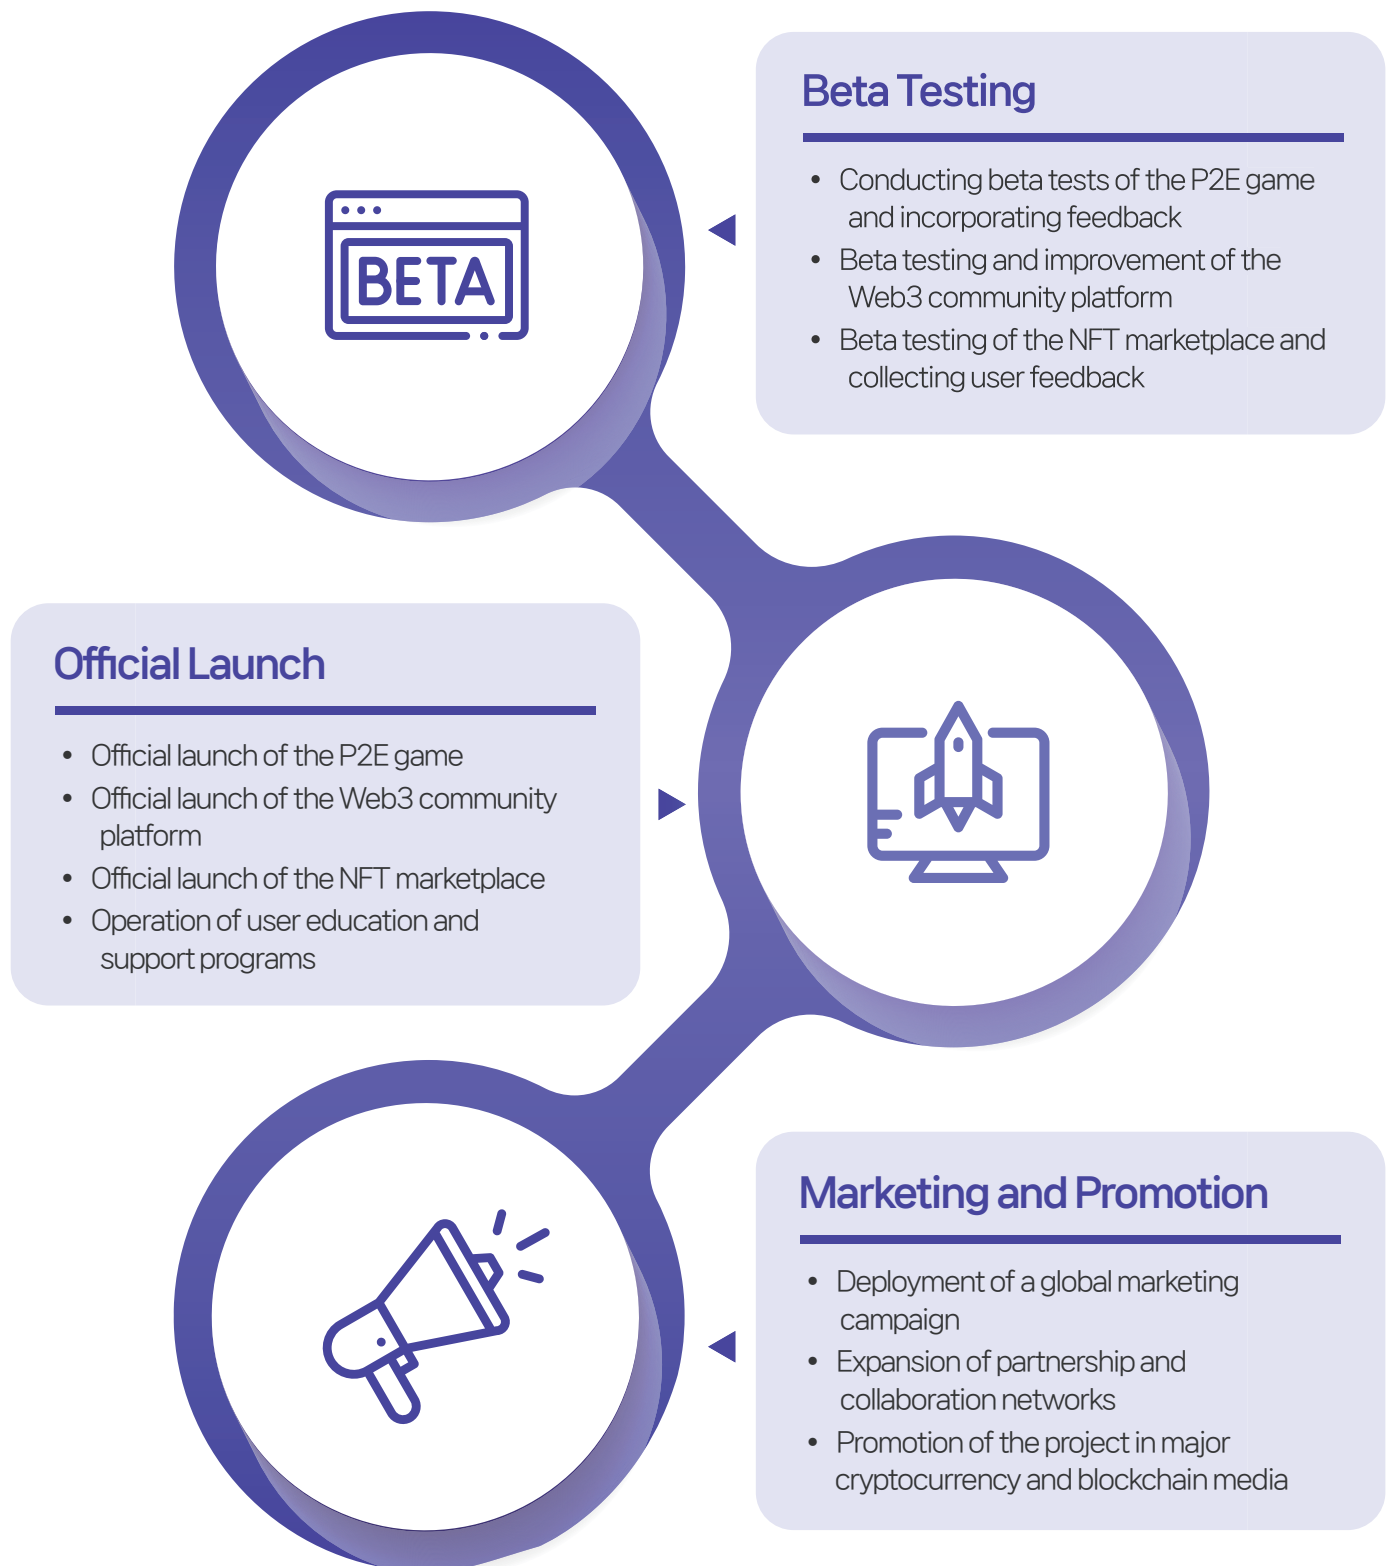 BETA
Beta Testing
• Conducting beta tests of the P2E game
and incorporating feedback
• Beta testing and improvement of the
Web3 community platform
• Beta testing of the NFT marketplace and
collecting user feedback
Official Launch
• Official launch of the P2E game
• Official launch of the Web3 community
platform
• Official launch of the NFT marketplace
• Operation of user education and
support programs
Marketing and Promotion
• Deployment of a global marketing
campaign
• Expansion of partnership and
collaboration networks
• Promotion of the project in major
cryptocurrency and blockchain media